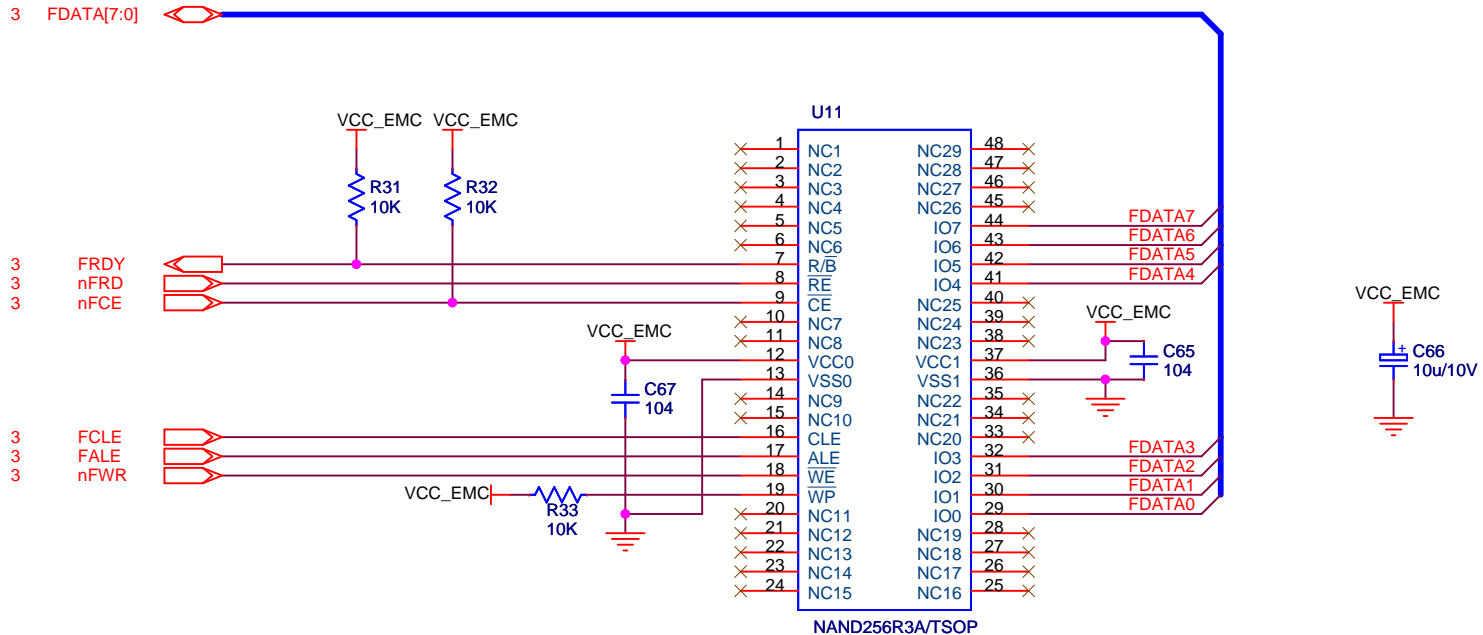 3 FDATA[7:0]
U11
VCC_EMC VCC_EMC
R31
10K
R32
10K
3 FRDY
3 nFRD
3 nFCE
VCC_EMC
C67
104
3 FCLE
3 FALE
3 nFWR
VCC_EMC
R33
10K
1 NC1
2 NC2
3 NC3
4 NC4
5 NC5
6 NC6
7 R/B
8 RE
9 CE
10 NC7
11 NC8
12 VCC0
13 VSS0
14 NC9
15 NC10
16 CLE
17 ALE
18 WE
19 WP
20 NC11
21 NC12
22 NC13
23 NC14
24 NC15
NC29 48
NC28 47
NC27 46
NC26 45
IO7 44 FDATA7
IO6 43 FDATA6
IO5 42 FDATA5
IO4 41 FDATA4
NC25 40
NC24 39
NC23 38
VCC1 37
VSS1 36
NC22 35
NC21 34
NC20 33
IO3 32 FDATA3
IO2 31 FDATA2
IO1 30 FDATA1
IO0 29 FDATA0
NC19 28
NC18 27
NC17 26
NC16 25
NAND256R3A/TSOP
VCC_EMC
C65
104
VCC_EMC
+
C66
10u/10V